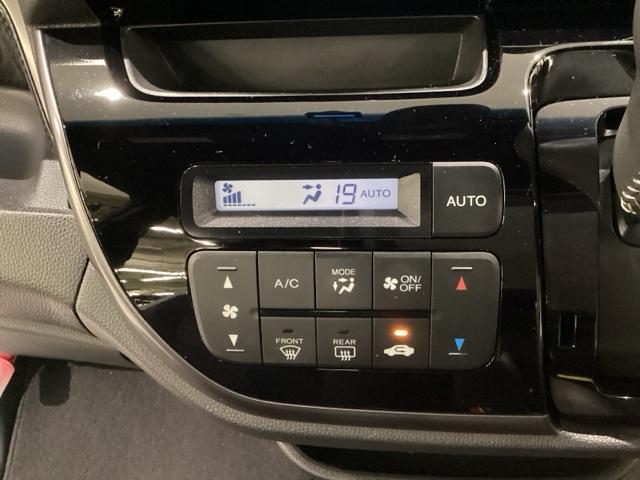 19 AUTO
AUTO
A/C
MODE
ON/
OFF
FRONT
REAR